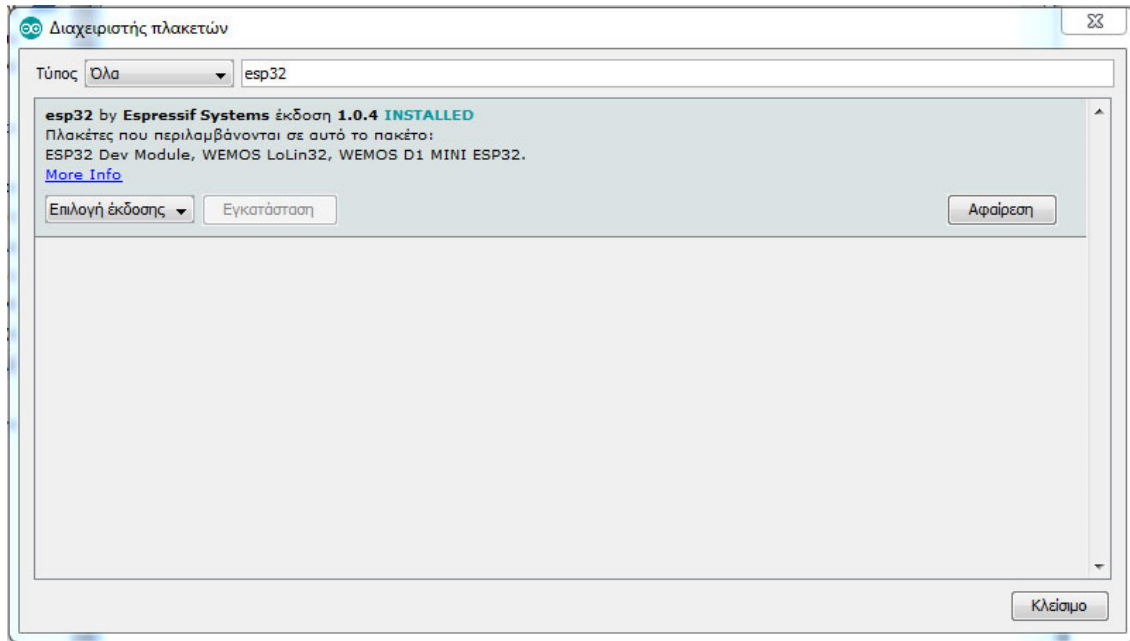 Διαχειριστής πλακετών
Τύπος Όλα esp32
esp32 by Espressif Systems έκδοση 1.0.4 INSTALLED
Πλακέτες που περιλαμβάνονται σε αυτό το πακέτο:
ESP32 Dev Module, WEMOS LoLin32, WEMOS D1 MINI ESP32.
More Info
Επιλογή έκδοσης Εγκατάσταση Αφαίρεση
Κλείσιμο